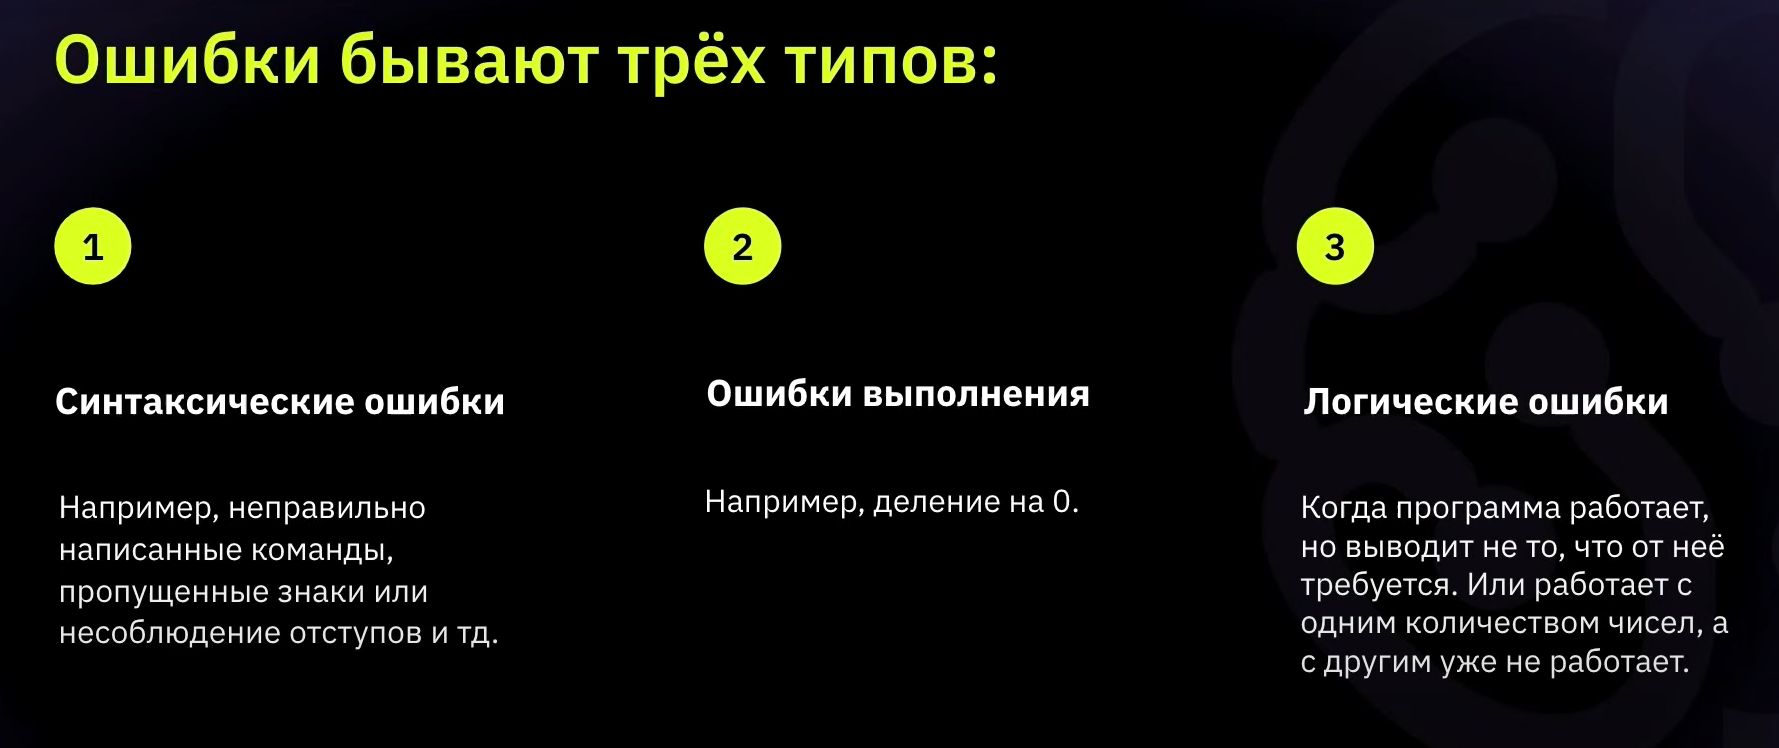 Ошибки бывают трёх типов:
1
Синтаксические ошибки
Например, неправильно
написанные команды,
пропущенные знаки или
несоблюдение отступов и тд.
2
Ошибки выполнения
Например, деление на 0.
3
Логические ошибки
Когда программа работает,
но выводит не то, что от неё
требуется. Или работает с
одним количеством чисел, а
с другим уже не работает.